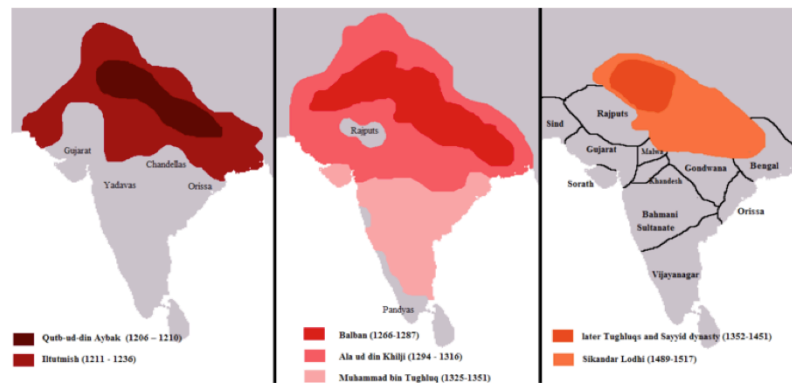 Gujarat
Chandellas
Yadavas
Orissa
Qutb-ud-din Aybak (1206 – 1210)
Iltutmish (1211 - 1236)
Rajputs
Pandyas
Balban (1266-1287)
Ala ud din Khilji (1294 - 1316)
Muhammad bin Tughluq (1325-1351)
Rajputs
Sind
Gujarat
Malwa
Gondwana
Bengal
Sorath
Khandesh
Orissa
Bahmani
Sultanate
Vijayanagar
later Tughluqs and Sayyid dynasty (1352-1451)
Sikandar Lodhi (1489-1517)